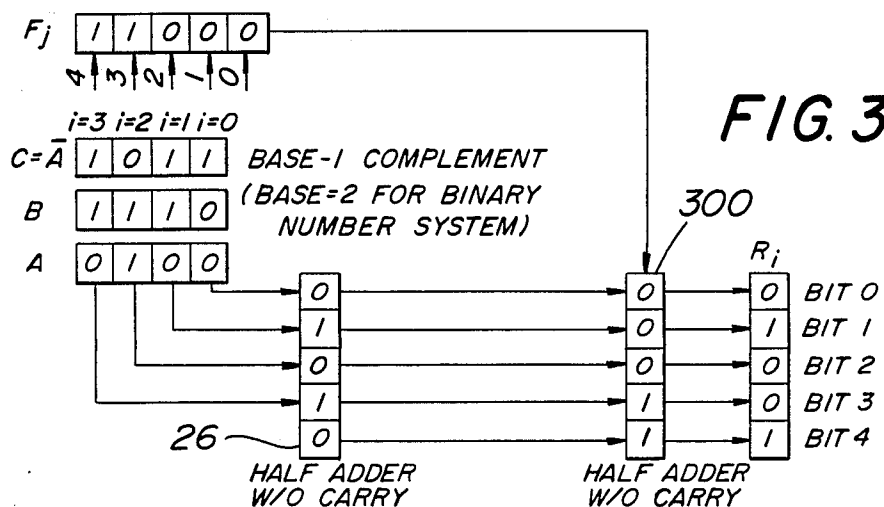 Fj 1 1 0 0 0
4 3 2 1 0
FIG. 3
i=3 i=2 i=1 i=0
C=Ā 1 0 1 1 BASE-1 COMPLEMENT
B 1 1 1 0 (BASE=2 FOR BINARY
NUMBER SYSTEM)
300
A 0 1 0 0
Ri
0 0 0 BIT 0
1 0 1 BIT 1
0 0 0 BIT 2
1 1 0 BIT 3
26 0 1 1 BIT 4
HALF ADDER HALF ADDER
W/O CARRY W/O CARRY